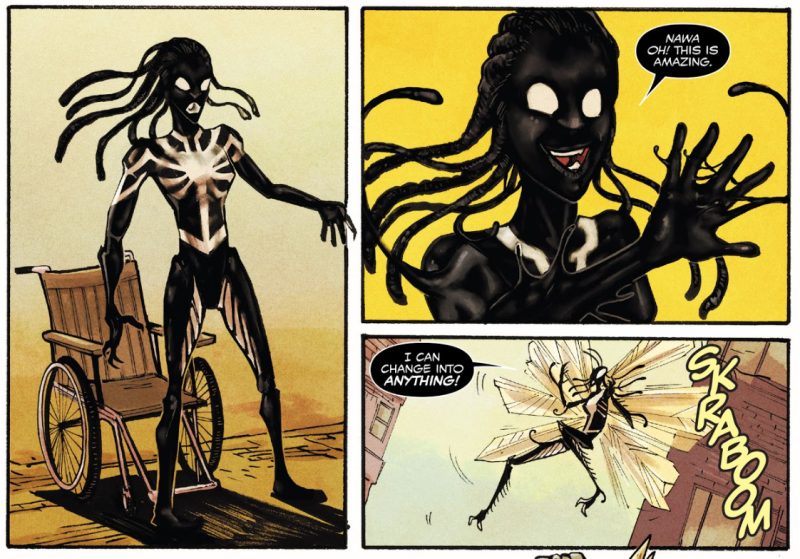 NAWA
OH! THIS IS
AMAZING.
I CAN
CHANGE INTO
ANYTHING!
SKRABOOM